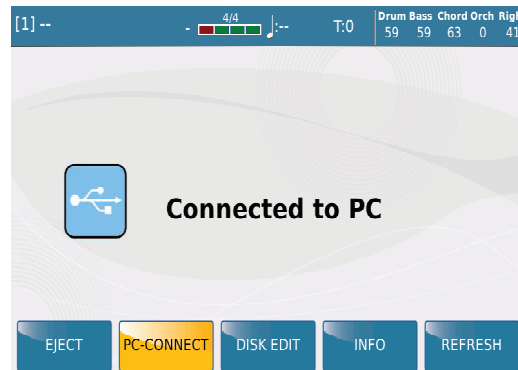 [1] -- - 4/4 ♩:-- T:0 Drum Bass Chord Orch Righ
59 59 63 0 41
Connected to PC
EJECT PC-CONNECT DISK EDIT INFO REFRESH